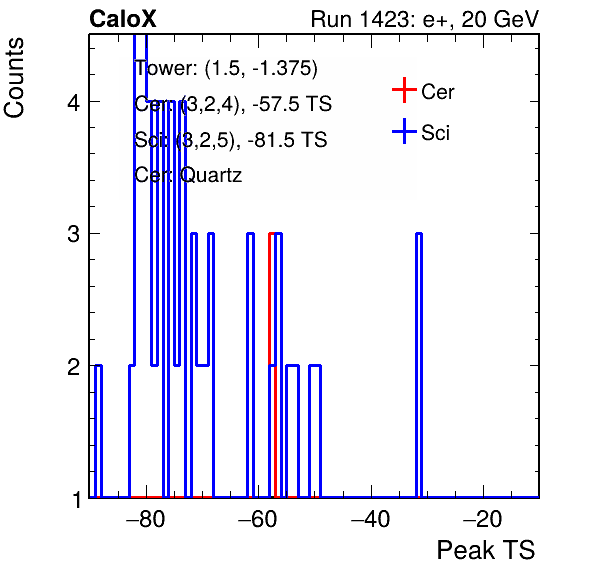 CaloX Run 1423: e+, 20 GeV
Counts
Tower: (1.5, -1.375)
Cer: (3,2,4), -57.5 TS
Sci: (3,2,5), -81.5 TS
Cer: Quartz
Cer
Sci
4
3
2
1
−80 −60 −40 −20
Peak TS